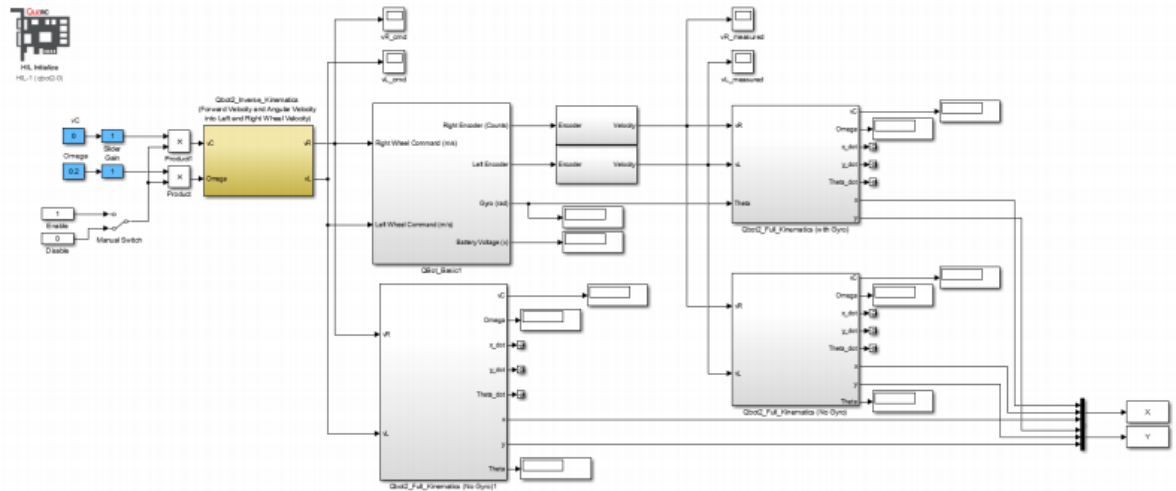 Quarc
HIL Initialize
HIL-1 (qbot2-0)
vR_cmd
vL_cmd
vR_measured
vL_measured
Qbot2_Inverse_Kinematics
(Forward Velocity and Angular Velocity
into Left and Right Wheel Velocity)
vC
0
1
Slider
Gain
Omega
0.2
1
×
Product1
×
Product
vC
Omega
vR
vL
1
Enable
0
Disable
Manual Switch
Right Wheel Command (m/s)
Left Wheel Command (m/s)
Right Encoder (Counts)
Left Encoder
Gyro (rad)
Battery Voltage (v)
QBot_Basic1
Encoder
Velocity
Encoder
Velocity
vR
vL
Theta
vC
Omega
x_dot
y_dot
Theta_dot
x
y
Qbot2_Full_Kinematics (with Gyro)
vR
vL
vC
Omega
x_dot
y_dot
Theta_dot
x
y
Theta
Qbot2_Full_Kinematics (No Gyro)
vR
vL
vC
Omega
x_dot
y_dot
Theta_dot
x
y
Theta
Qbot2_Full_Kinematics (No Gyro)1
X
Y